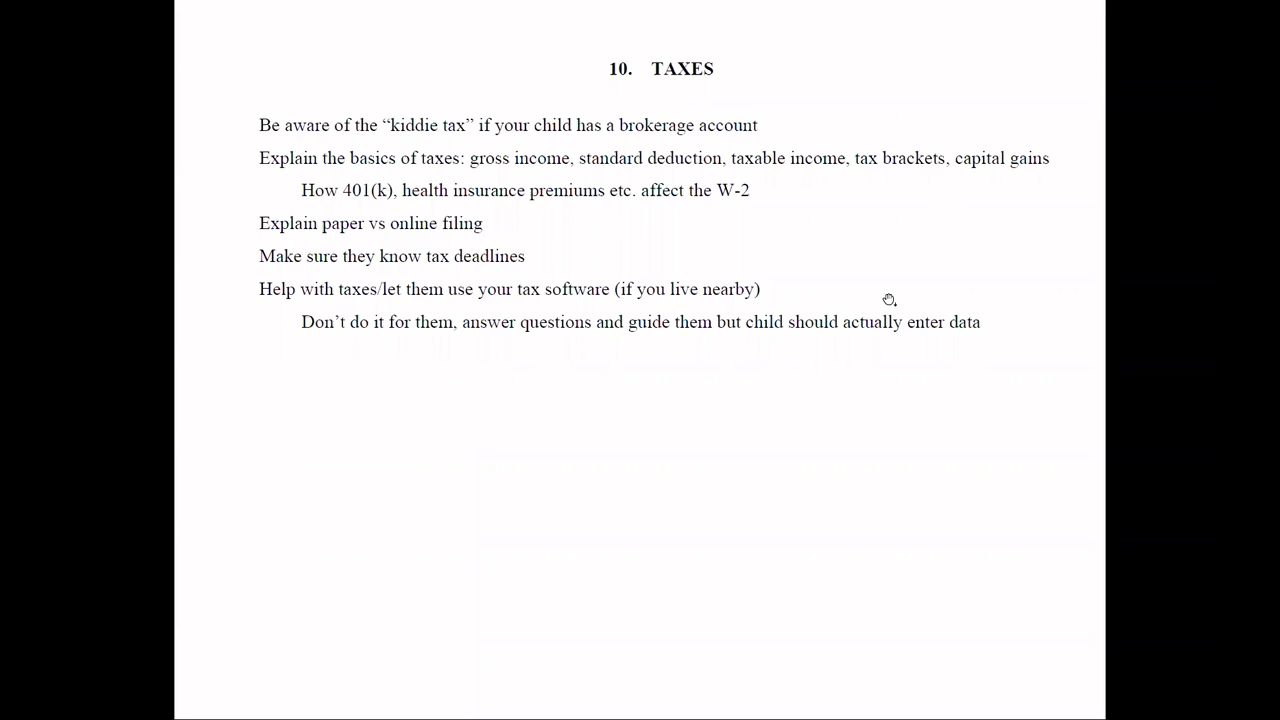 10. TAXES
Be aware of the “kiddie tax” if your child has a brokerage account
Explain the basics of taxes: gross income, standard deduction, taxable income, tax brackets, capital gains
How 401(k), health insurance premiums etc. affect the W-2
Explain paper vs online filing
Make sure they know tax deadlines
Help with taxes/let them use your tax software (if you live nearby)
Don’t do it for them, answer questions and guide them but child should actually enter data